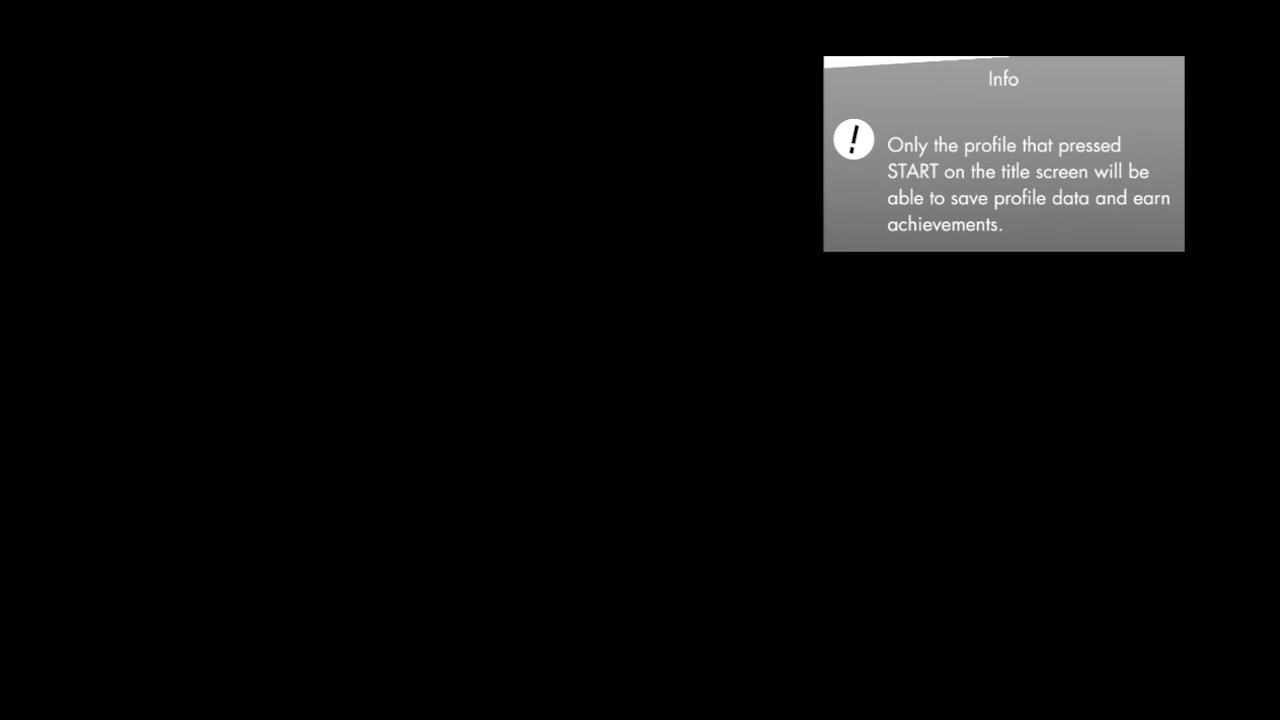 Info
Only the profile that pressed
START on the title screen will be
able to save profile data and earn
achievements.